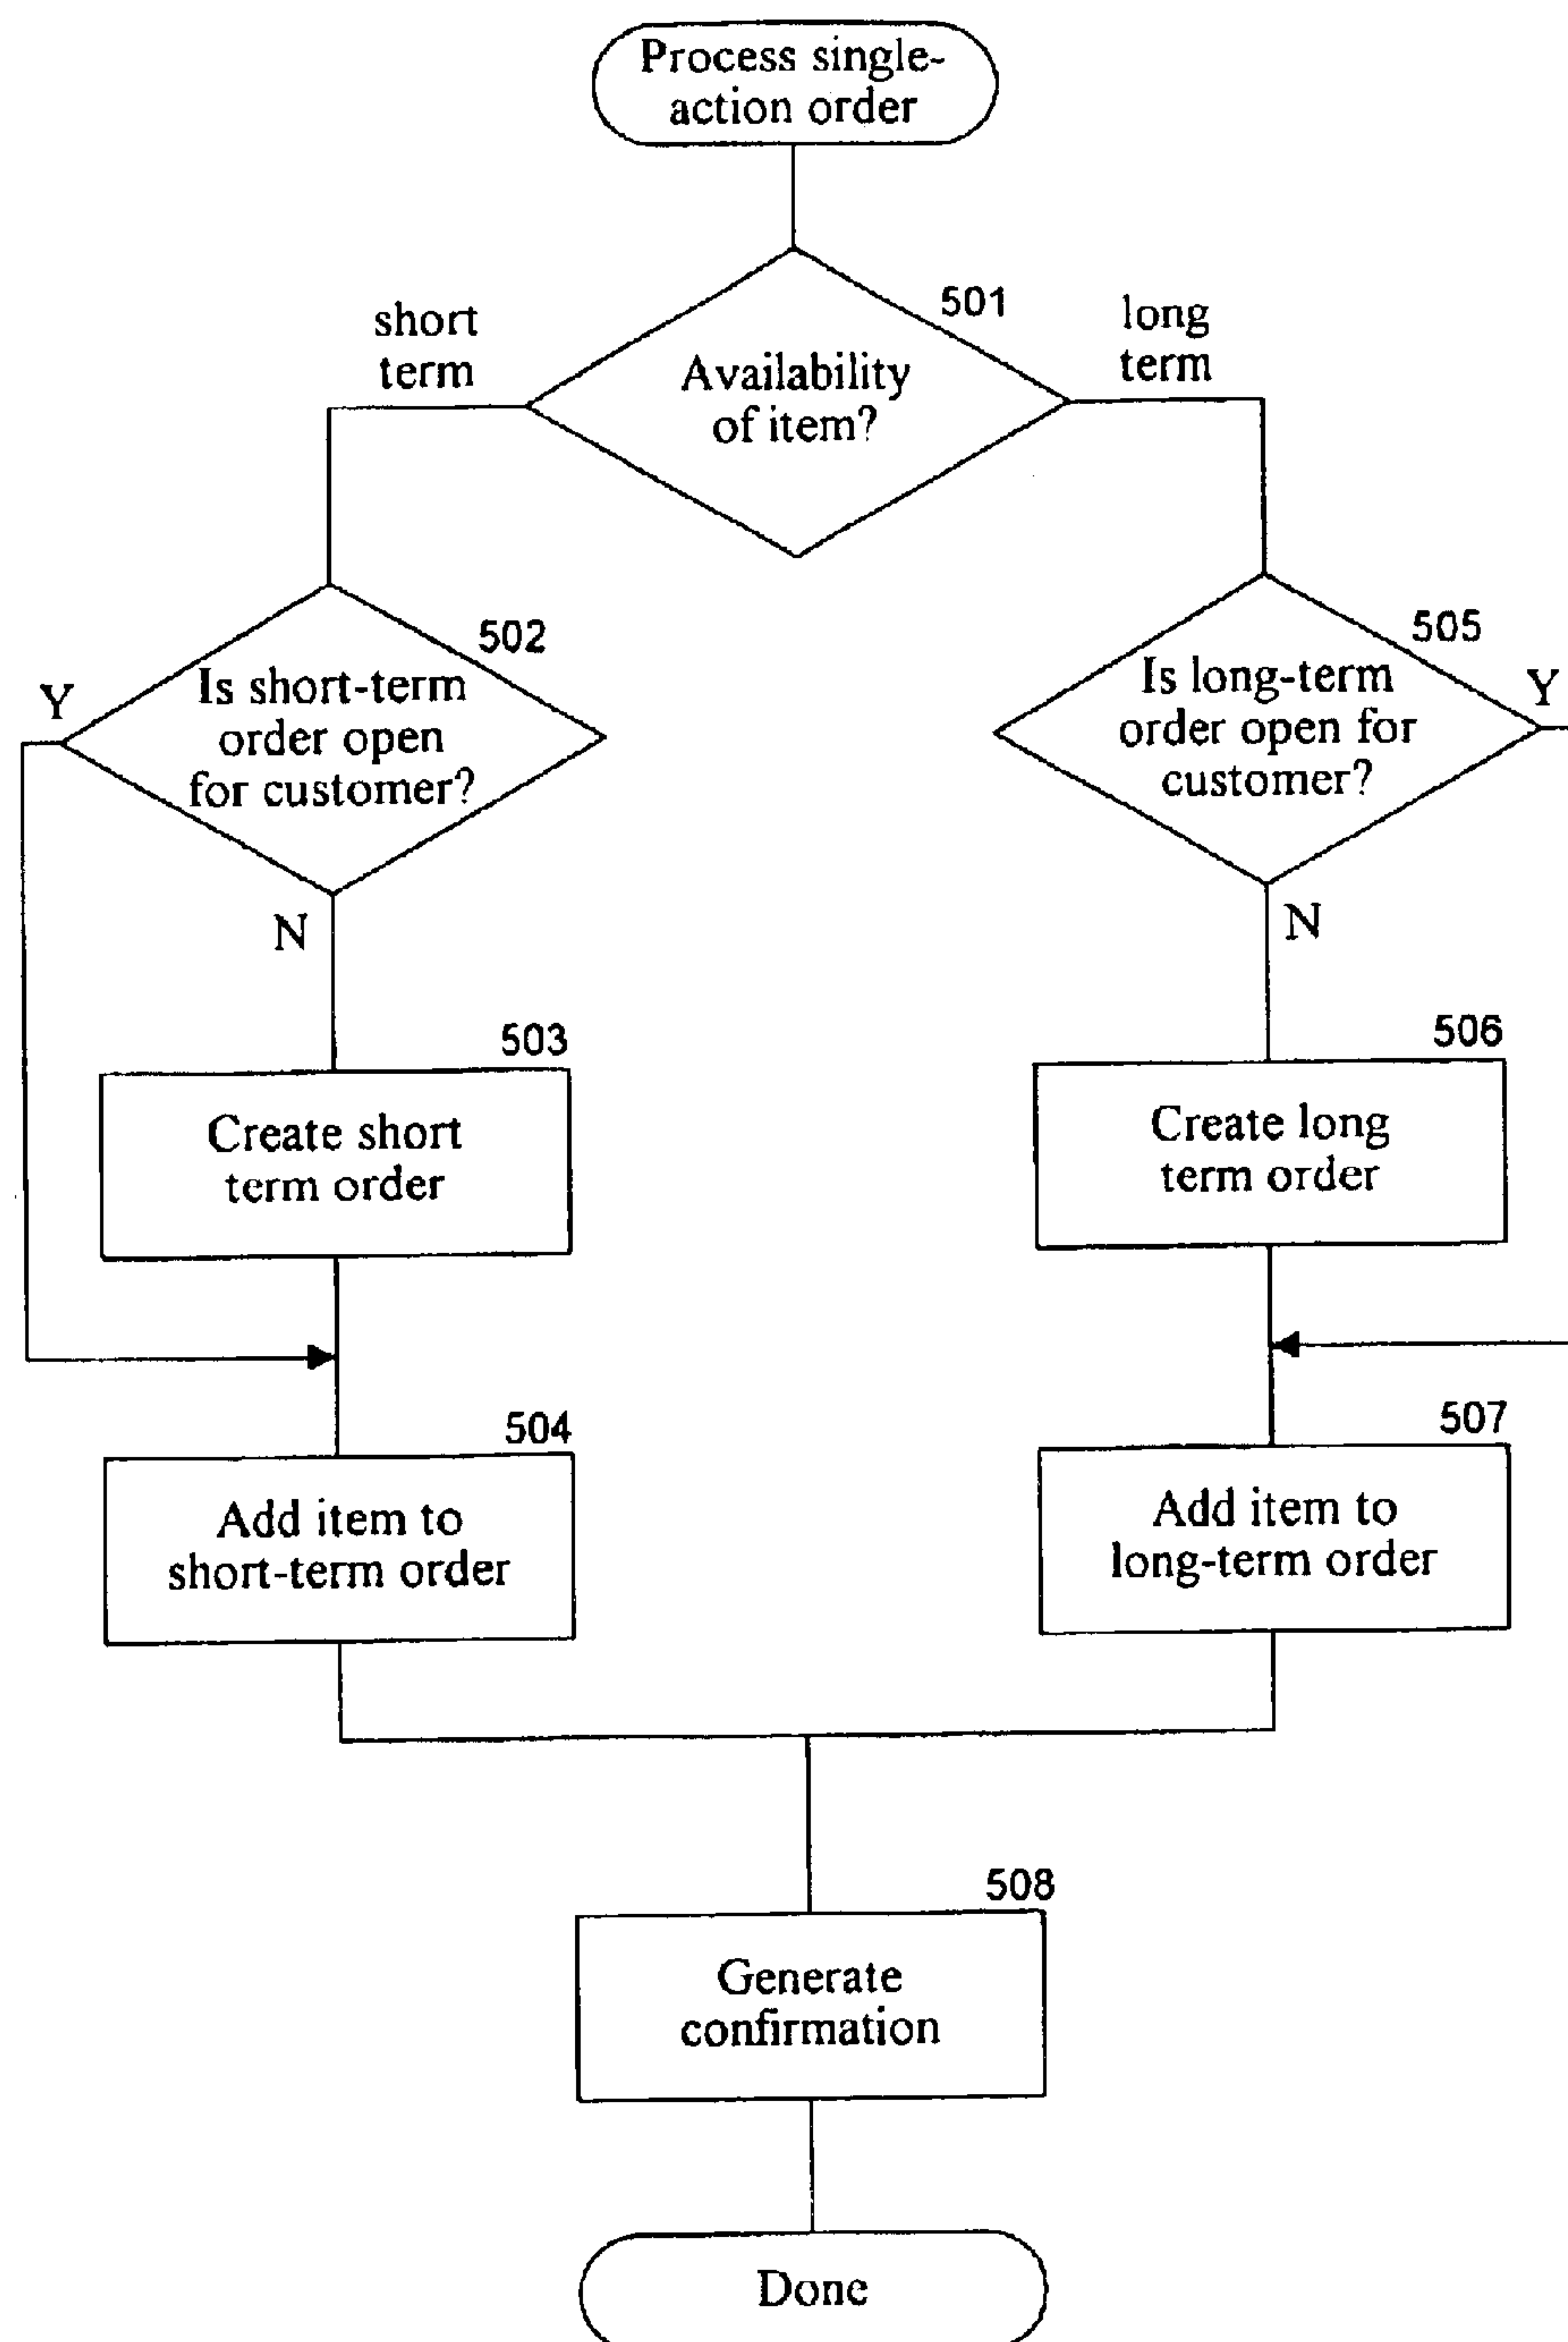 Process single-
action order
501
short
term
long
term
Availability
of item?
502
505
Y
Is short-term
order open
for customer?
Is long-term
order open for
customer?
Y
N
N
503
506
Create short
term order
Create long
term order
504
507
Add item to
short-term order
Add item to
long-term order
508
Generate
confirmation
Done